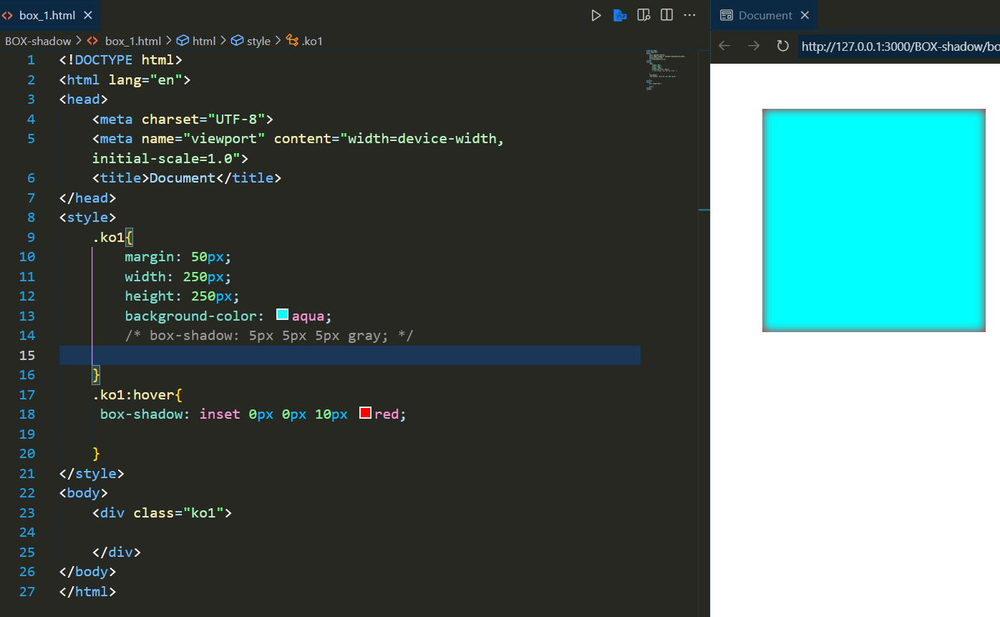 box_1.html
Document
BOX-shadow > box_1.html > html > style > .ko1
http://127.0.0.1:3000/BOX-shadow/bo
1 <!DOCTYPE html>
2 <html lang="en">
3 <head>
4 <meta charset="UTF-8">
5 <meta name="viewport" content="width=device-width,
initial-scale=1.0">
6 <title>Document</title>
7 </head>
8 <style>
9 .ko1{
10 margin: 50px;
11 width: 250px;
12 height: 250px;
13 background-color: aqua;
14 /* box-shadow: 5px 5px 5px gray; */
15
16 }
17 .ko1:hover{
18 box-shadow: inset 0px 0px 10px red;
19
20 }
21 </style>
22 <body>
23 <div class="ko1">
24
25 </div>
26 </body>
27 </html>